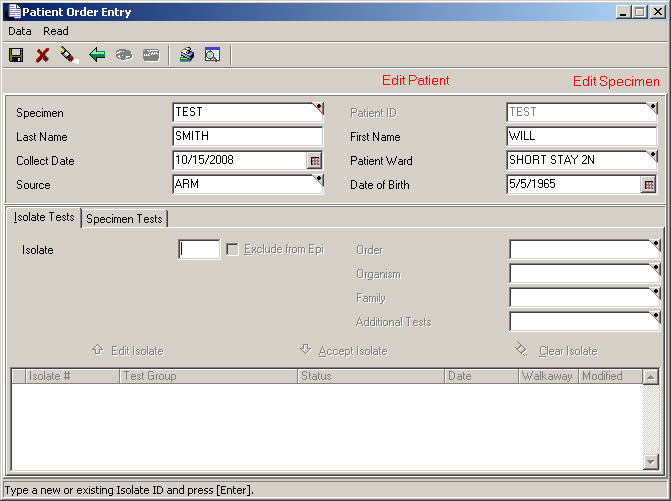 Patient Order Entry
Data Read
Edit Patient Edit Specimen
Specimen TEST Patient ID TEST
Last Name SMITH First Name WILL
Collect Date 10/15/2008 Patient Ward SHORT STAY 2N
Source ARM Date of Birth 5/5/1965
Isolate Tests Specimen Tests
Isolate Exclude from Epi Order
Organism
Family
Additional Tests
Edit Isolate Accept Isolate Clear Isolate
Isolate # Test Group Status Date Walkaway Modified
Type a new or existing Isolate ID and press [Enter].